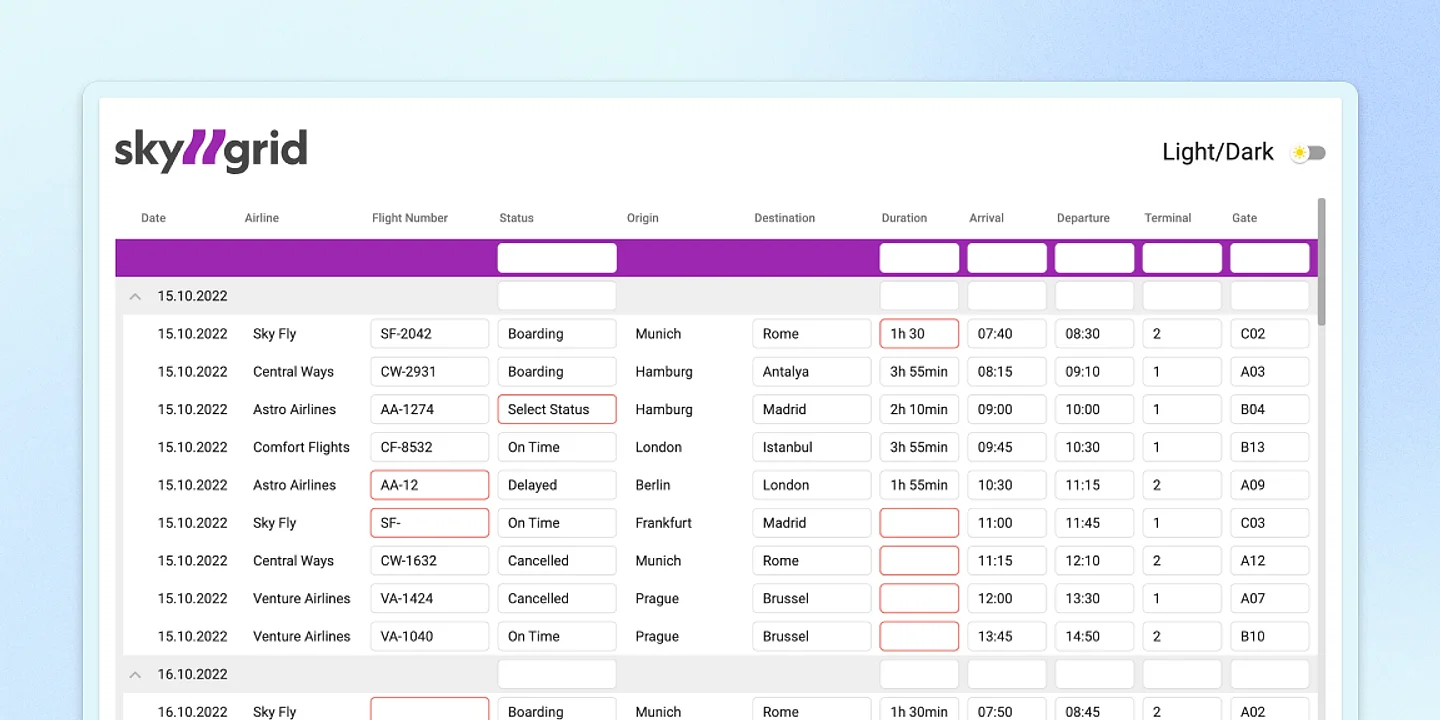 sky//grid
Light/Dark
Date Airline Flight Number Status Origin Destination Duration Arrival Departure Terminal Gate
15.10.2022
15.10.2022 Sky Fly SF-2042 Boarding Munich Rome 1h 30 07:40 08:30 2 C02
15.10.2022 Central Ways CW-2931 Boarding Hamburg Antalya 3h 55min 08:15 09:10 1 A03
15.10.2022 Astro Airlines AA-1274 Select Status Hamburg Madrid 2h 10min 09:00 10:00 1 B04
15.10.2022 Comfort Flights CF-8532 On Time London Istanbul 3h 55min 09:45 10:30 1 B13
15.10.2022 Astro Airlines AA-12 Delayed Berlin London 1h 55min 10:30 11:15 2 A09
15.10.2022 Sky Fly SF- On Time Frankfurt Madrid 11:00 11:45 1 C03
15.10.2022 Central Ways CW-1632 Cancelled Munich Rome 11:15 12:10 2 A12
15.10.2022 Venture Airlines VA-1424 Cancelled Prague Brussel 12:00 13:30 1 A07
15.10.2022 Venture Airlines VA-1040 On Time Prague Brussel 13:45 14:50 2 B10
16.10.2022
16.10.2022 Sky Fly Boarding Munich Rome 1h 30min 07:50 08:45 2 A02